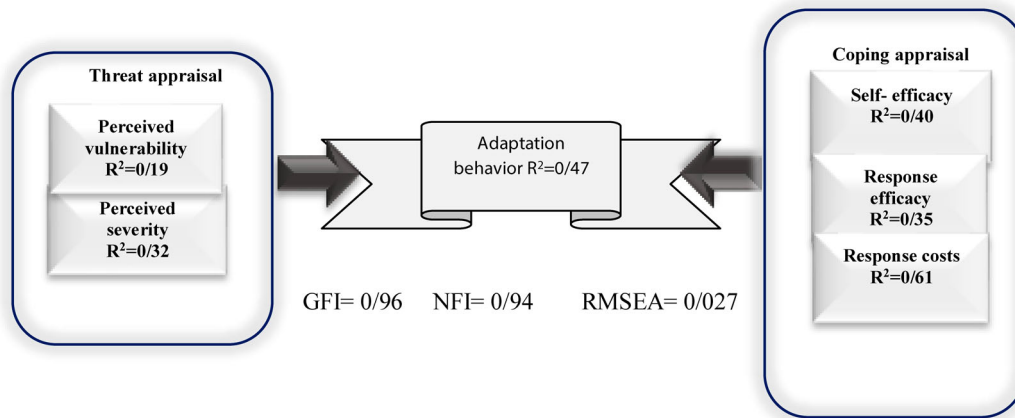 Threat appraisal
Perceived
vulnerability
R²=0/19
Perceived
severity
R²=0/32
Adaptation
behavior R²=0/47
GFI= 0/96 NFI= 0/94 RMSEA= 0/027
Coping appraisal
Self- efficacy
R²=0/40
Response
efficacy
R²=0/35
Response costs
R²=0/61